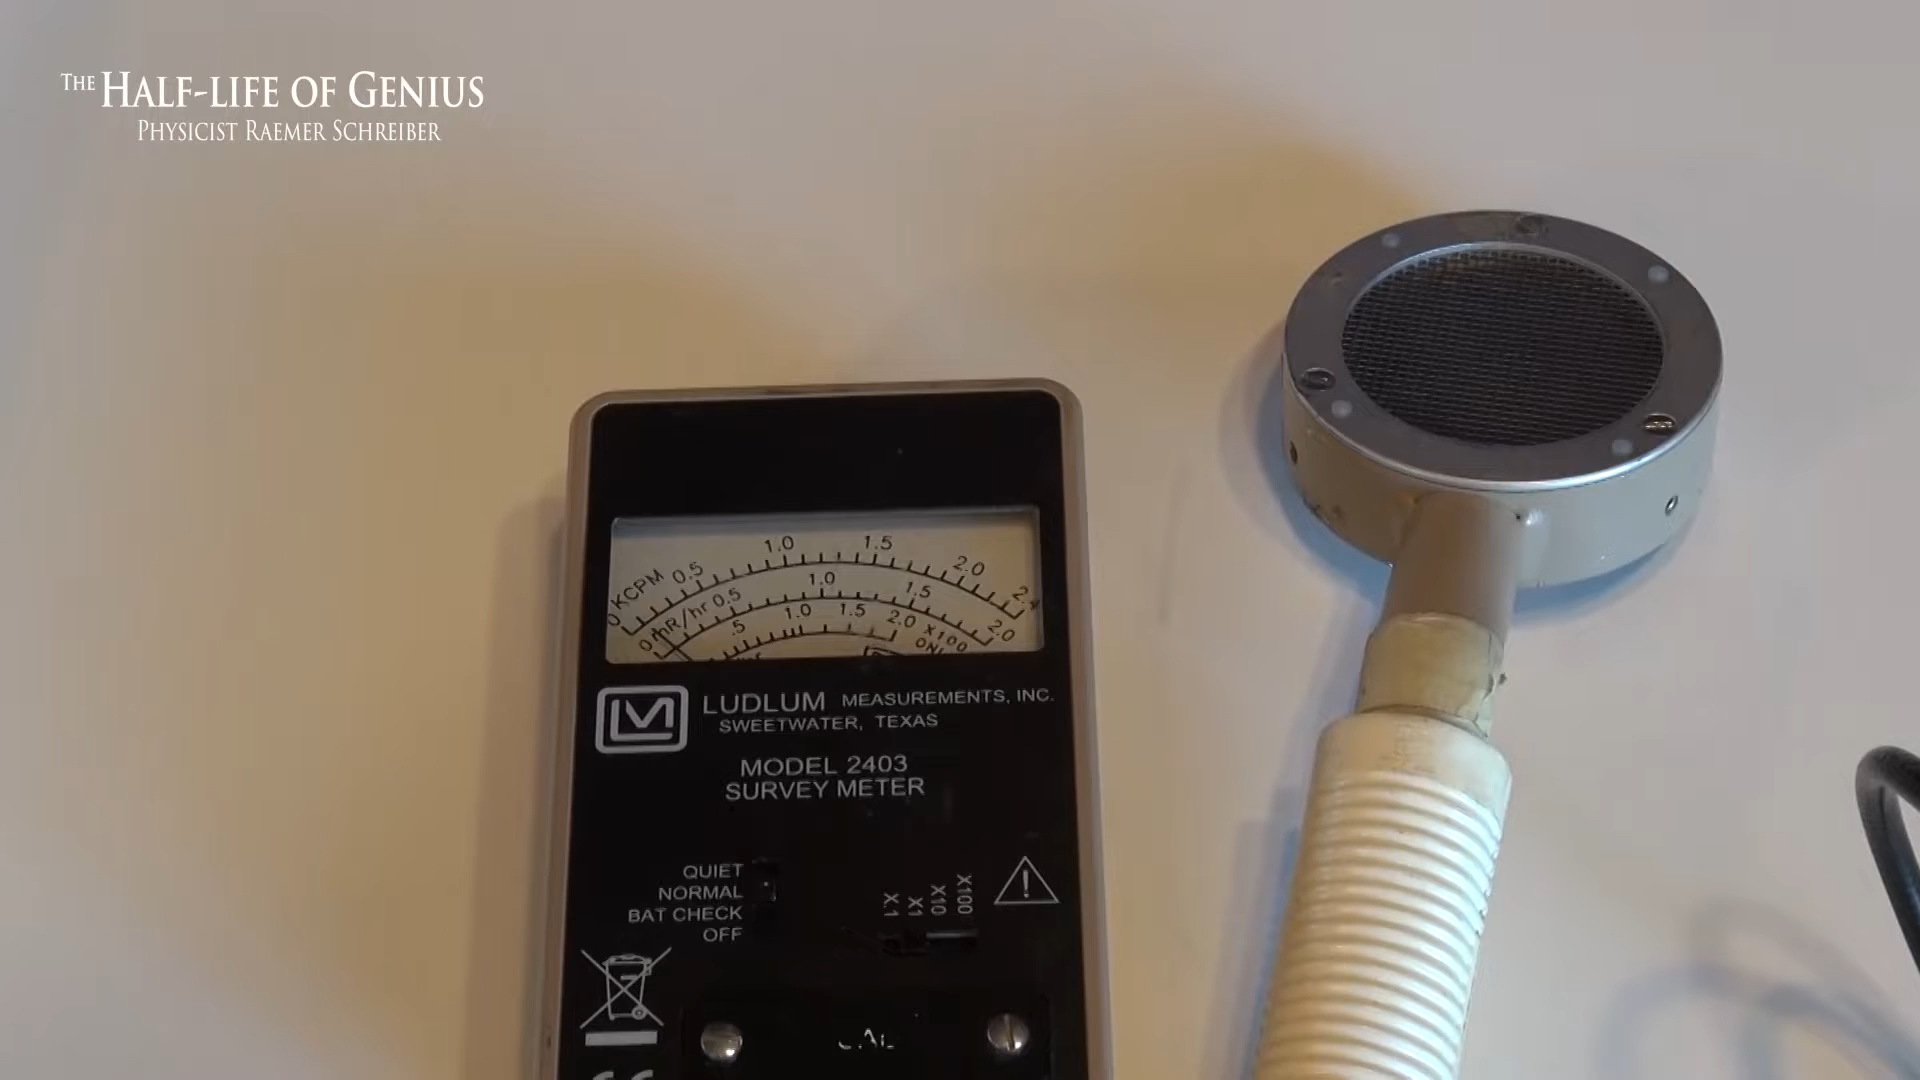 THE HALF-LIFE OF GENIUS
PHYSICIST RAEMER SCHREIBER
0 KCPM 0.5 1.0 1.5 2.0 2.4
0 mR/hr 0.5 1.0 1.5 2.0
.5 1.0 1.5 2.0 X100
LUDLUM MEASUREMENTS, INC.
SWEETWATER, TEXAS
MODEL 2403
SURVEY METER
QUIET
NORMAL
BAT CHECK
OFF
X.1 X1 X10 X100
CAL